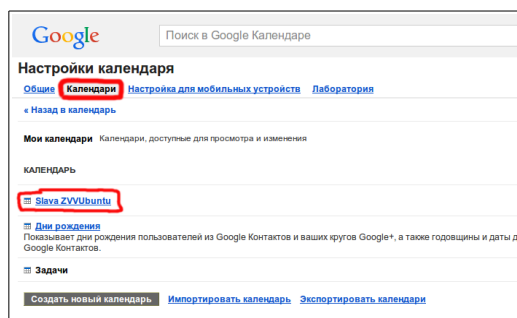 Google Поиск в Google Календаре
Настройки календаря
Общие Календари Настройка для мобильных устройств Лаборатория
« Назад в календарь
Мои календари Календари, доступные для просмотра и изменения
КАЛЕНДАРЬ
Slava ZVVUbuntu
Дни рождения
Показывает дни рождения пользователей из Google Контактов и ваших кругов Google+, а также годовщины и даты д
Google Контактов.
Задачи
Создать новый календарь Импортировать календарь Экспортировать календари